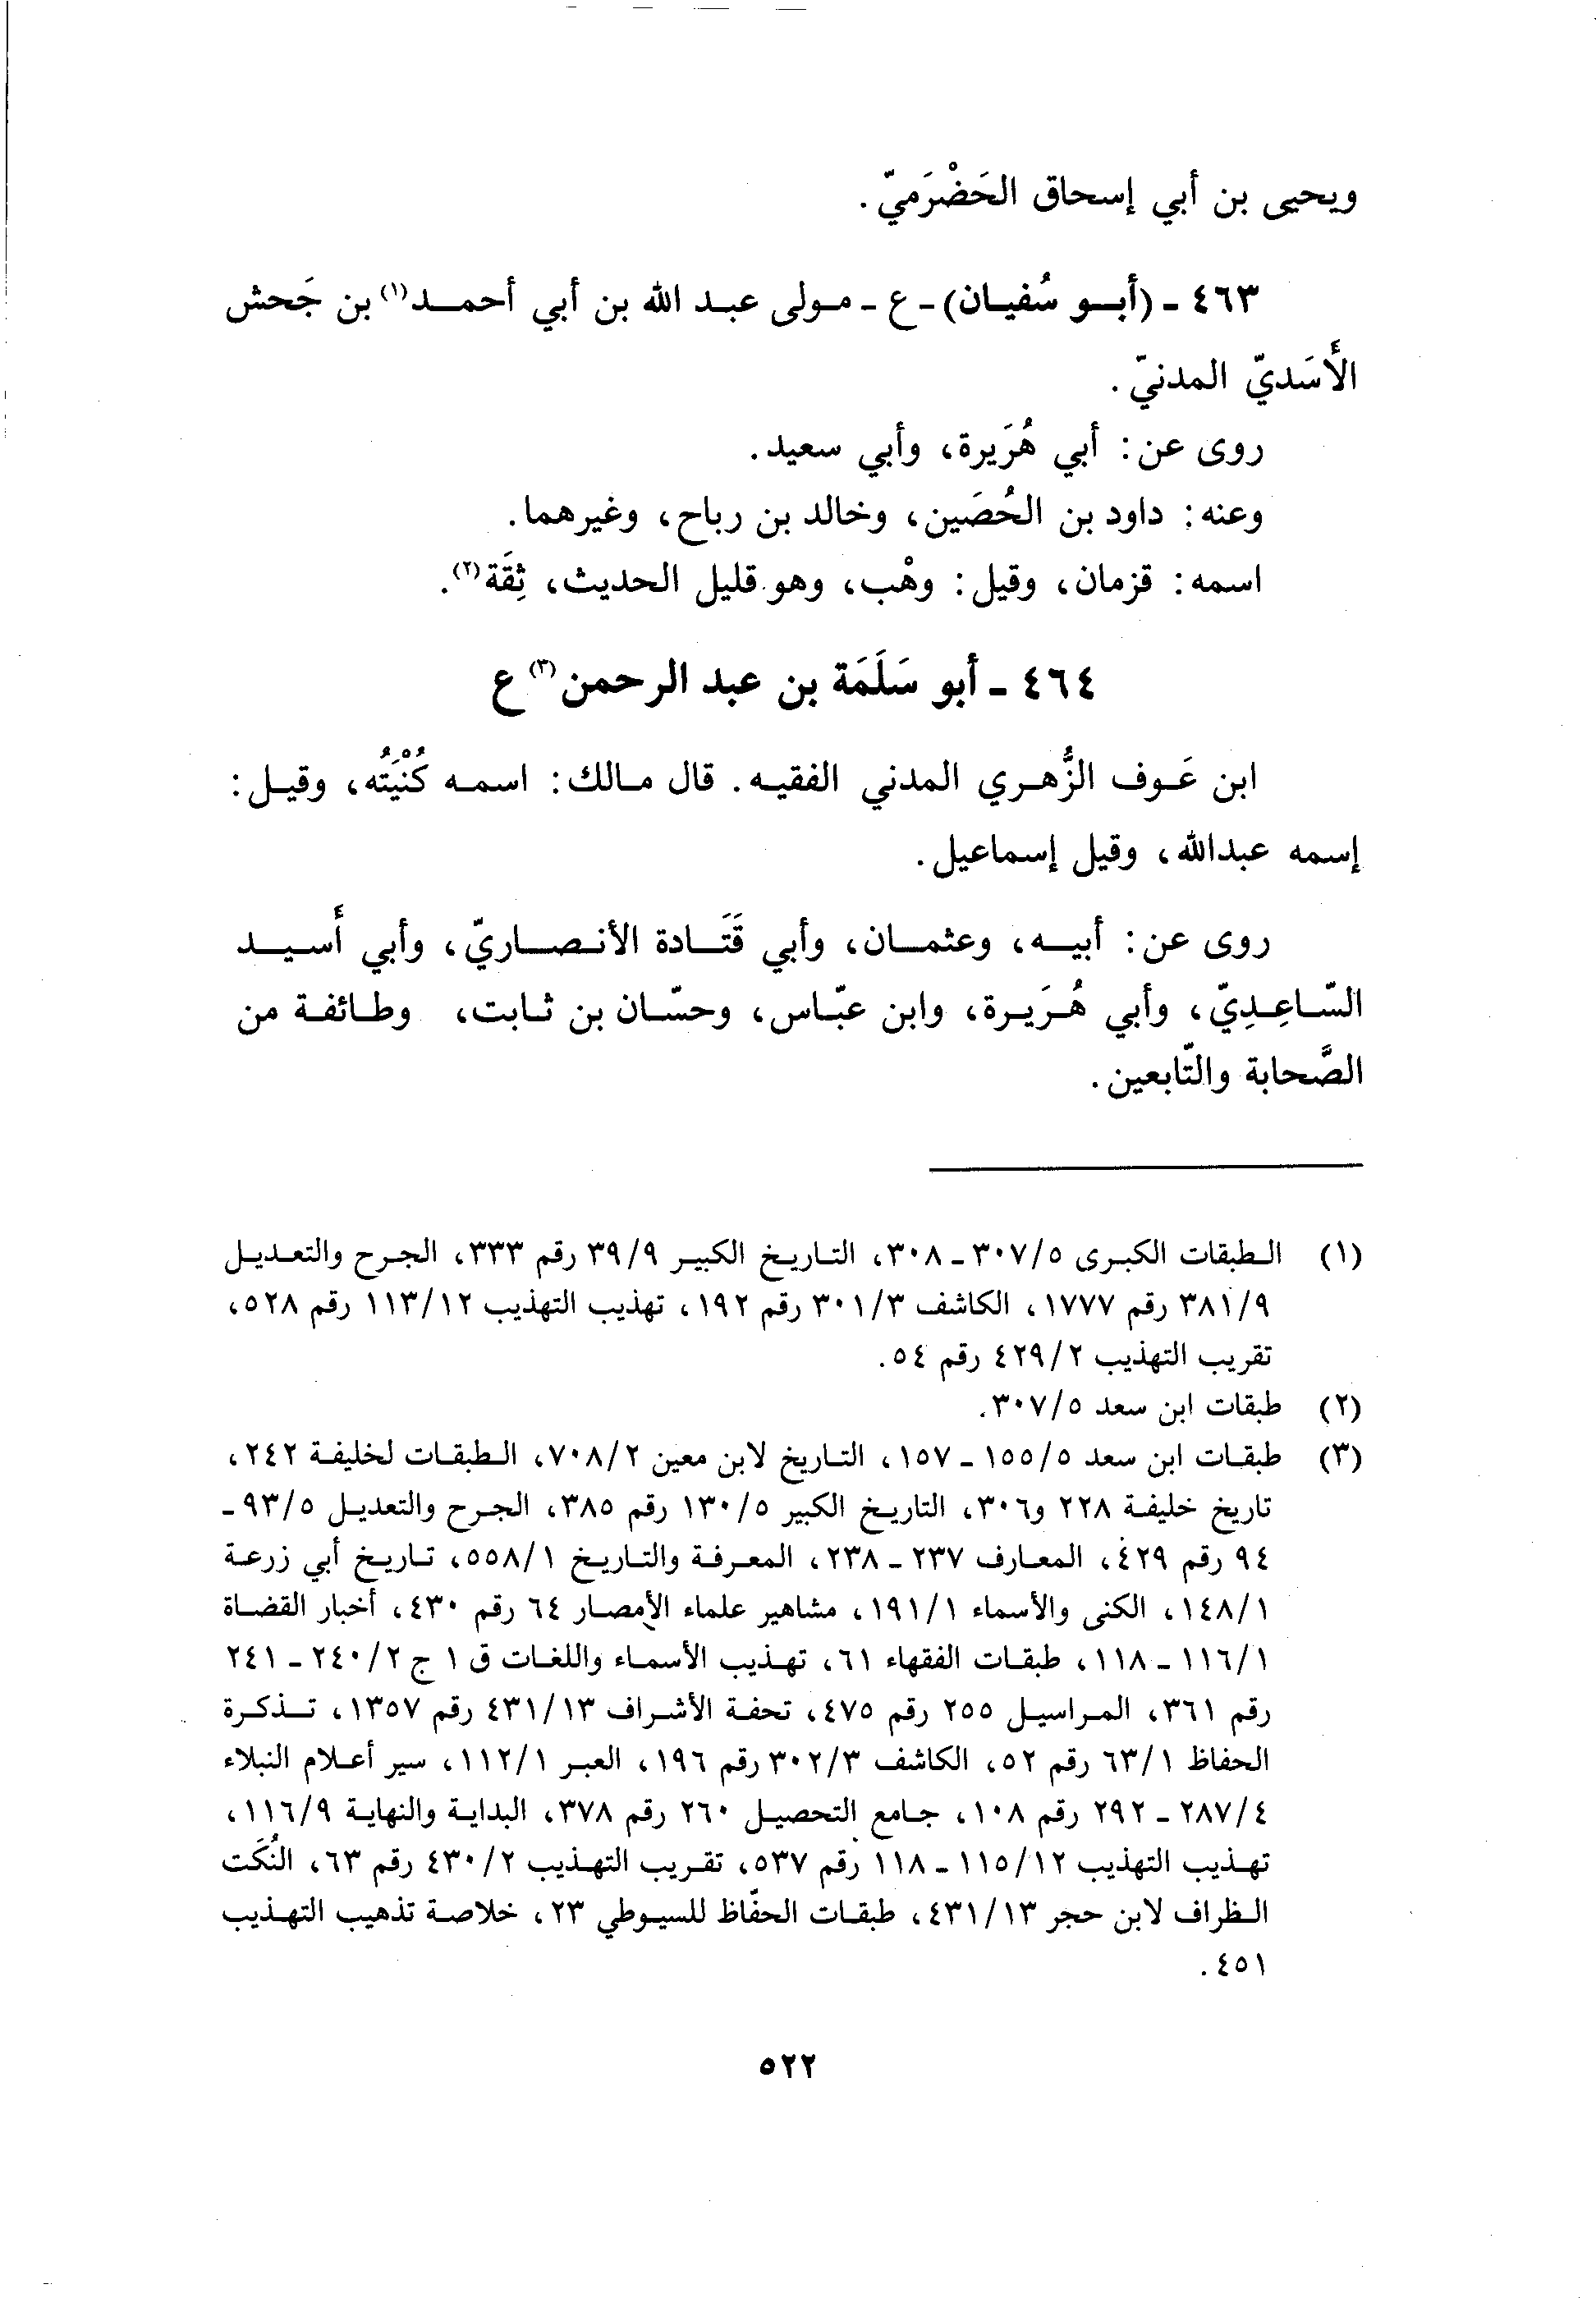 ويحيى بن أبي إسحاق الحَضْرَميّ.
٤٦٣ - (أبو سُفيان) - ع - مولى عبد الله بن أبي أحمد(١) بن جَحش
الأَسَديّ المدنيّ.
روى عن: أبي هُرَيرة، وأبي سعيد.
وعنه: داود بن الحُصَين، وخالد بن رباح، وغيرهما.
اسمه: قزمان، وقيل: وهْب، وهو قليل الحديث، ثِقَة(٢).
٤٦٤ - أبو سَلَمَة بن عبد الرحمن(٣) ع
ابن عَوف الزُّهري المدني الفقيه. قال مالك: اسمه كُنْيَتُه، وقيل:
إسمه عبدالله، وقيل إسماعيل.
روى عن: أبيه، وعثمان، وأبي قَتَادة الأنصاريّ، وأبي أَسيد
السّاعِدِيّ، وأبي هُرَيرة، وابن عبّاس، وحسّان بن ثابت، وطائفة من
الصَّحابة والتّابعين.
(١) الطبقات الكبرى ٣٠٧/٥ - ٣٠٨، التاريخ الكبير ٣٩/٩ رقم ٣٣٣، الجرح والتعديل
٣٨١/٩ رقم ١٧٧٧، الكاشف ٣٠١/٣ رقم ١٩٢، تهذيب التهذيب ١١٣/١٢ رقم ٥٢٨،
تقريب التهذيب ٤٢٩/٢ رقم ٥٤.
(٢) طبقات ابن سعد ٣٠٧/٥.
(٣) طبقات ابن سعد ١٥٥/٥ - ١٥٧، التاريخ لابن معين ٧٠٨/٢، الطبقات لخليفة ٢٤٢،
تاريخ خليفة ٢٢٨ و٣٠٦، التاريخ الكبير ١٣٠/٥ رقم ٣٨٥، الجرح والتعديل ٩٣/٥ -
٩٤ رقم ٤٢٩، المعارف ٢٣٧ - ٢٣٨، المعرفة والتاريخ ٥٥٨/١، تاريخ أبي زرعة
١٤٨/١، الكنى والأسماء ١٩١/١، مشاهير علماء الأمصار ٦٤ رقم ٤٣٠، أخبار القضاة
١١٦/١ - ١١٨، طبقات الفقهاء ٦١، تهذيب الأسماء واللغات ق ١ ج ٢٤٠/٢ - ٢٤١
رقم ٣٦١، المراسيل ٢٥٥ رقم ٤٧٥، تحفة الأشراف ٤٣١/١٣ رقم ١٣٥٧، تذكرة
الحفاظ ٦٣/١ رقم ٥٢، الكاشف ٣٠٢/٣ رقم ١٩٦، العبر ١١٢/١، سير أعلام النبلاء
٢٨٧/٤ - ٢٩٢ رقم ١٠٨، جامع التحصيل ٢٦٠ رقم ٣٧٨، البداية والنهاية ١١٦/٩،
تهذيب التهذيب ١١٥/١٢ - ١١٨ رقم ٥٣٧، تقريب التهذيب ٤٣٠/٢ رقم ٦٣، النُكَت
الظراف لابن حجر ٤٣١/١٣، طبقات الحفّاظ للسيوطي ٢٣، خلاصة تذهيب التهذيب
٤٥١.
٥٢٢